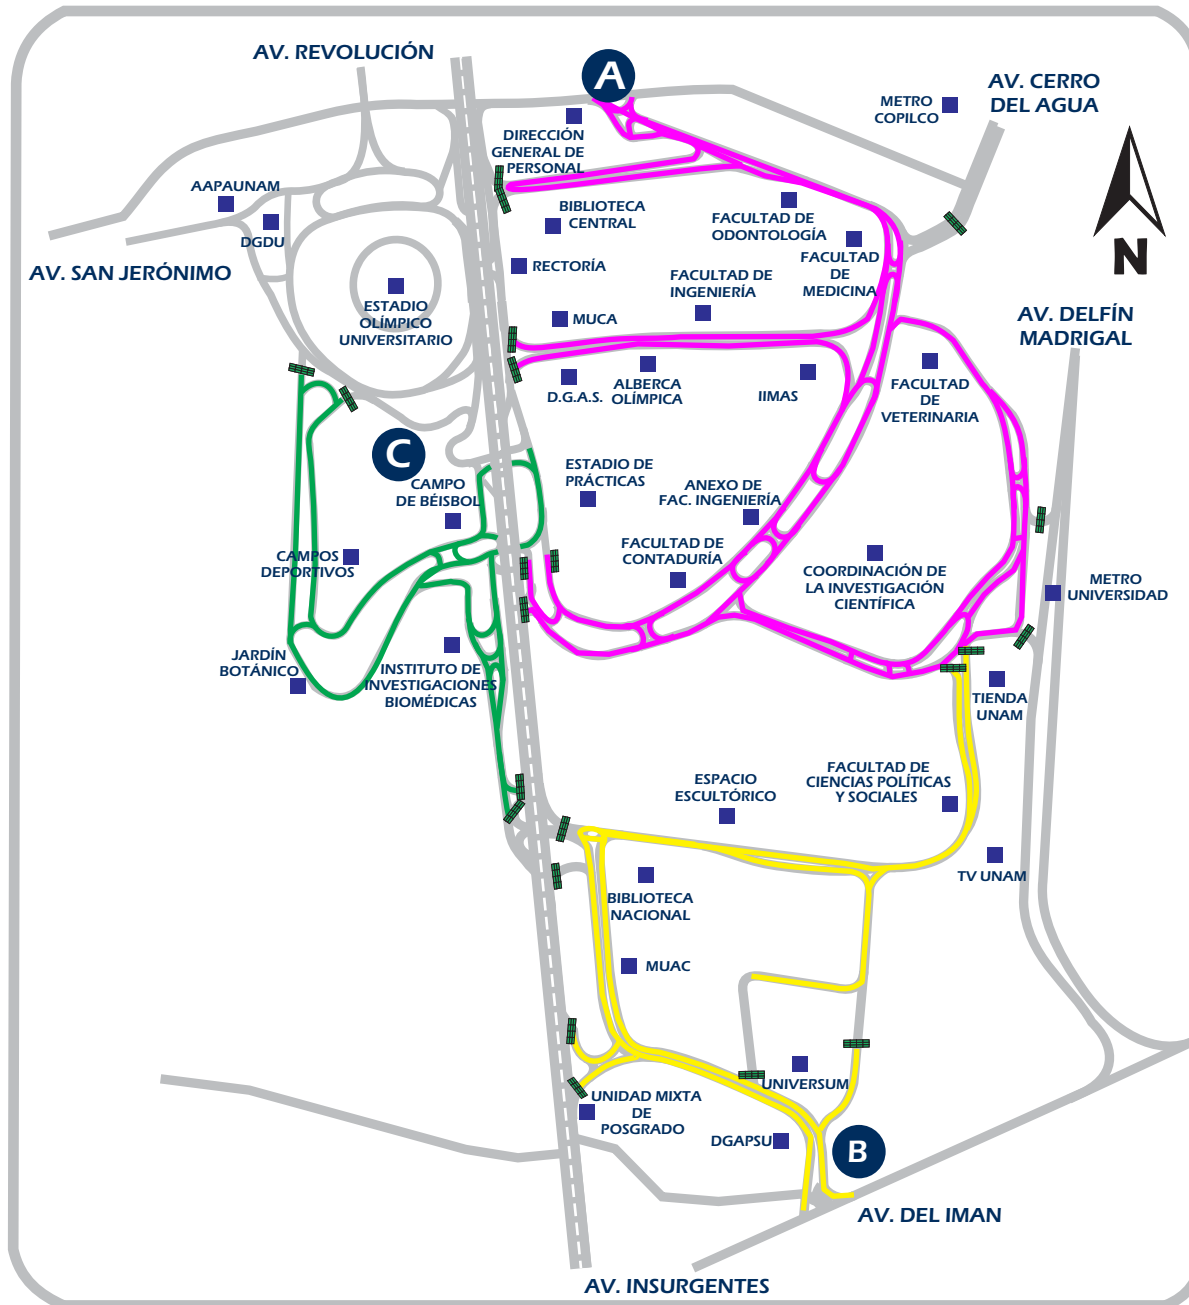 AV. REVOLUCIÓN
A
AV. CERRO
DEL AGUA
METRO
COPILCO
DIRECCIÓN
GENERAL DE
PERSONAL
AAPAUNAM
DGDU
BIBLIOTECA
CENTRAL
FACULTAD DE
ODONTOLOGÍA
FACULTAD
DE
MEDICINA
N
AV. SAN JERÓNIMO
RECTORÍA
FACULTAD DE
INGENIERÍA
ESTADIO
OLÍMPICO
UNIVERSITARIO
MUCA
AV. DELFÍN
MADRIGAL
D.G.A.S.
ALBERCA
OLÍMPICA
IIMAS
FACULTAD
DE
VETERINARIA
C
CAMPO
DE BÉISBOL
ESTADIO DE
PRÁCTICAS
ANEXO DE
FAC. INGENIERÍA
CAMPOS
DEPORTIVOS
FACULTAD DE
CONTADURÍA
COORDINACIÓN DE
LA INVESTIGACIÓN
CIENTÍFICA
METRO
UNIVERSIDAD
JARDÍN
BOTÁNICO
INSTITUTO DE
INVESTIGACIONES
BIOMÉDICAS
TIENDA
UNAM
ESPACIO
ESCULTÓRICO
FACULTAD DE
CIENCIAS POLÍTICAS
Y SOCIALES
TV UNAM
BIBLIOTECA
NACIONAL
MUAC
UNIVERSUM
UNIDAD MIXTA
DE
POSGRADO
DGAPSU
B
AV. DEL IMAN
AV. INSURGENTES